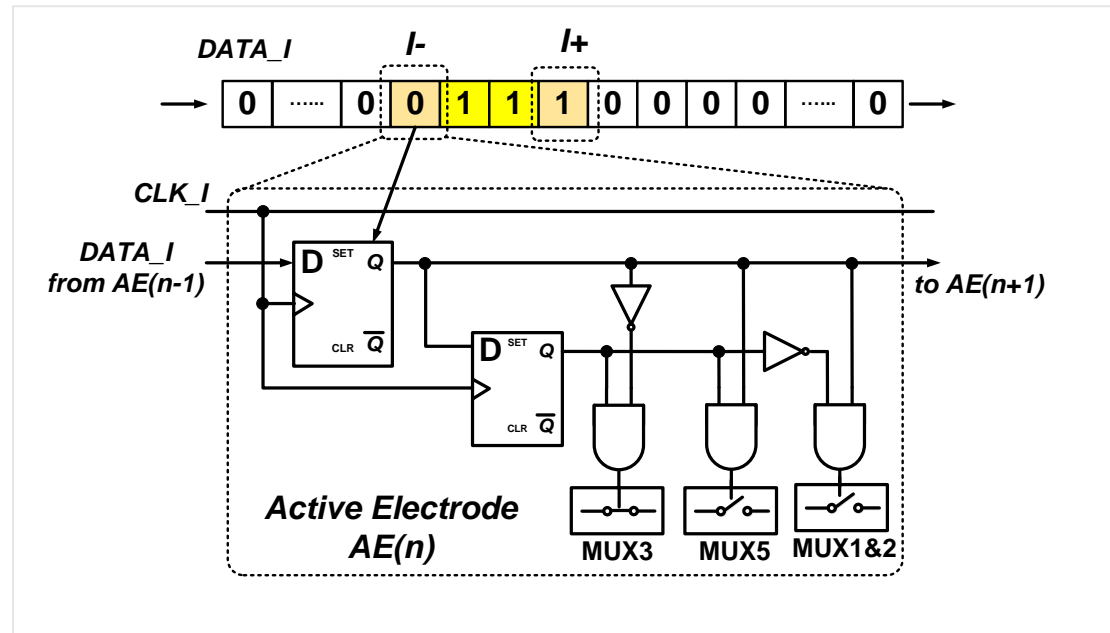 I-
I+
DATA_I
0 ...... 0 0 1 1 1 0 0 0 0 ...... 0
CLK_I
DATA_I
from AE(n-1)
to AE(n+1)
D SET Q
CLR Q
D SET Q
CLR Q
Active Electrode
AE(n)
MUX3
MUX5
MUX1&2